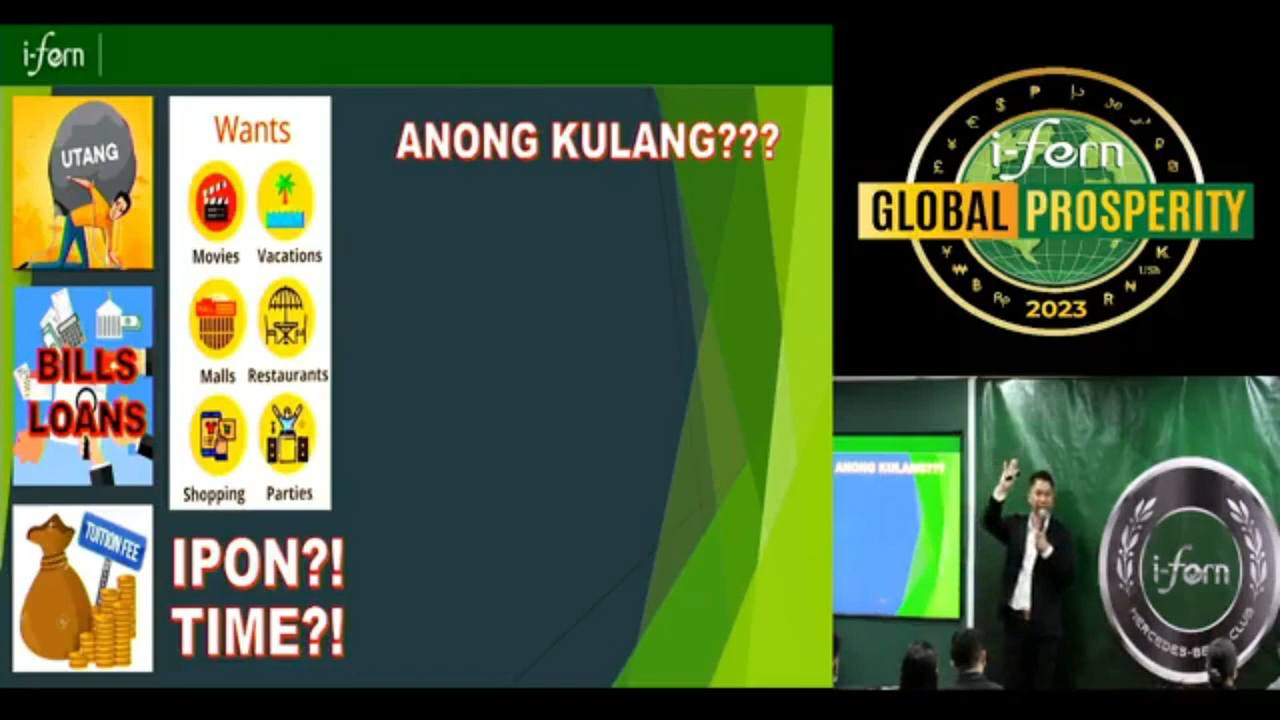 i-fern
UTANG
BILLS
LOANS
TUITION FEE
Wants
Movies Vacations
Malls Restaurants
Shopping Parties
IPON?!
TIME?!
ANONG KULANG???
i-fern
GLOBAL PROSPERITY
2023
ANONG KULANG???
i-fern
CLUB